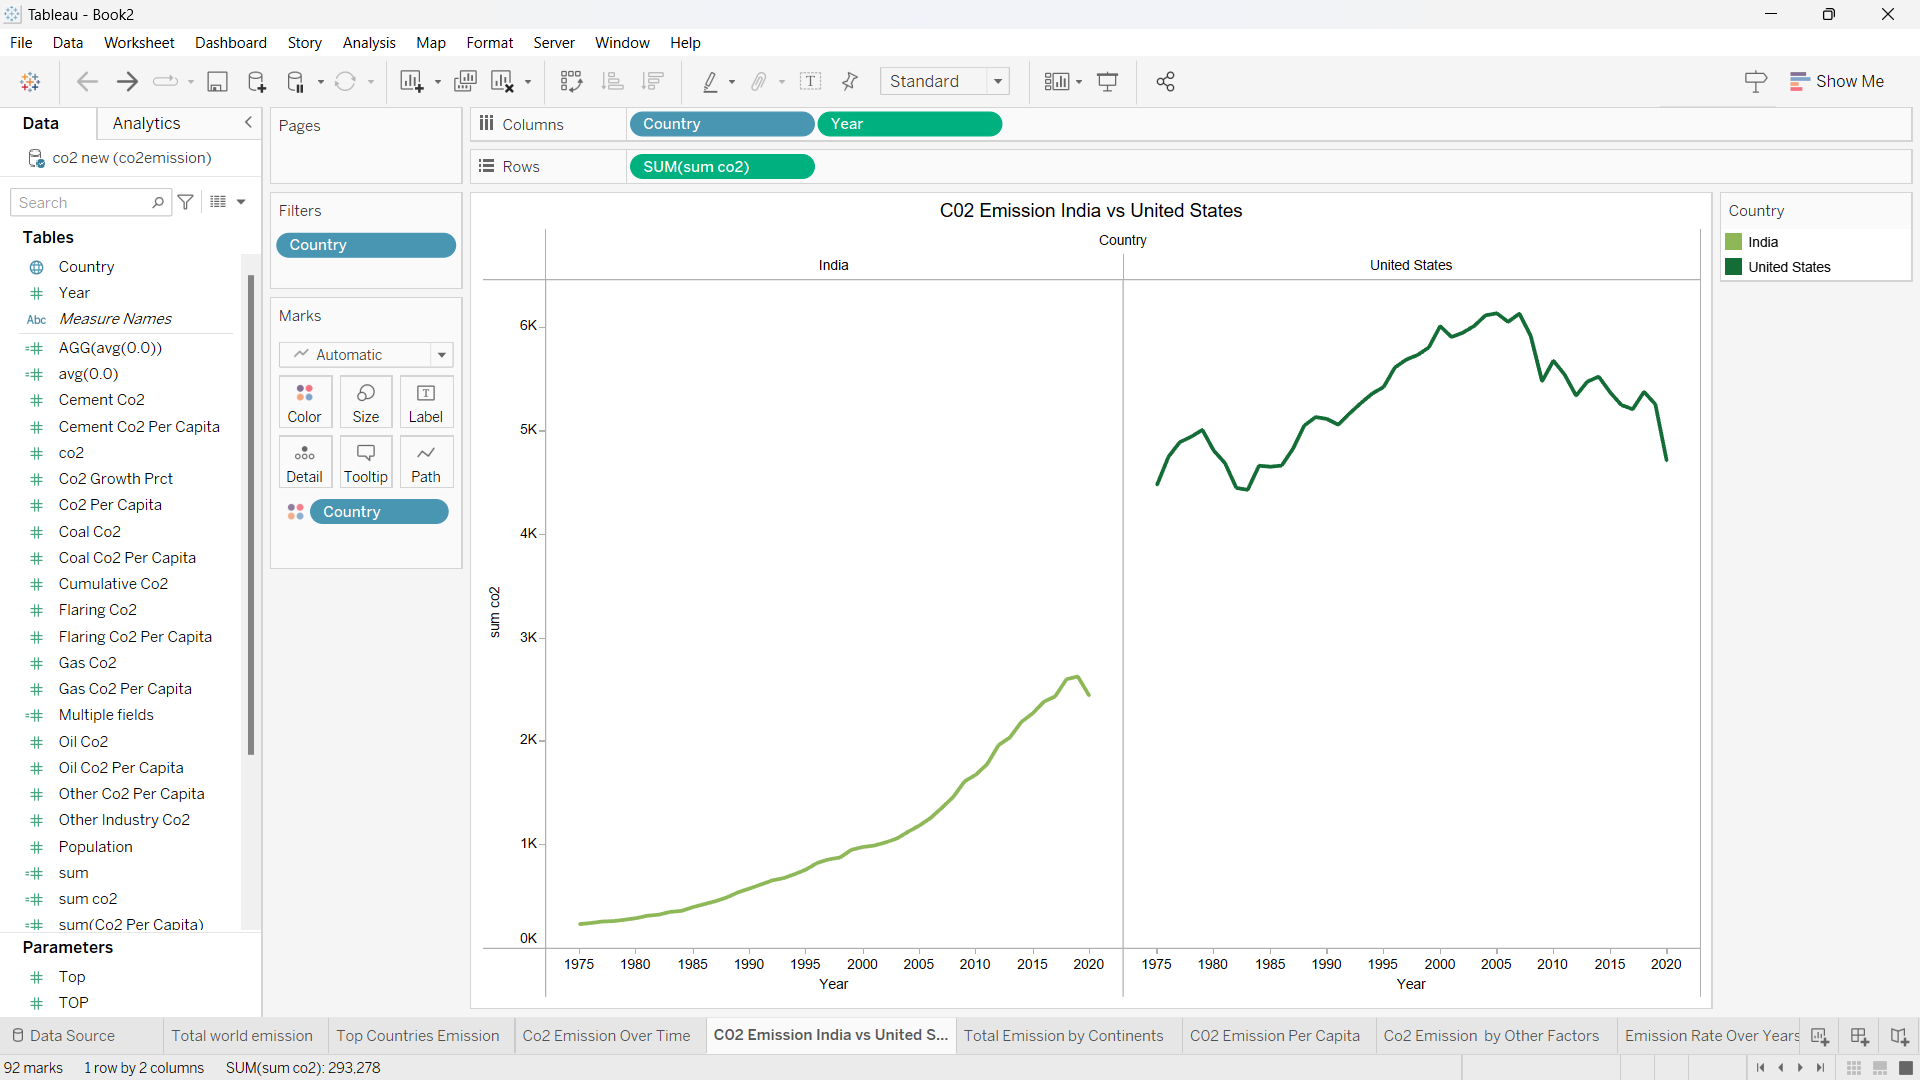 Tableau - Book2
File Data Worksheet Dashboard Story Analysis Map Format Server Window Help
Standard
Show Me
Data Analytics
co2 new (co2emission)
Search
Tables
Country
Year
Abc Measure Names
AGG(avg(0.0))
avg(0.0)
Cement Co2
Cement Co2 Per Capita
co2
Co2 Growth Prct
Co2 Per Capita
Coal Co2
Coal Co2 Per Capita
Cumulative Co2
Flaring Co2
Flaring Co2 Per Capita
Gas Co2
Gas Co2 Per Capita
Multiple fields
Oil Co2
Oil Co2 Per Capita
Other Co2 Per Capita
Other Industry Co2
Population
sum
sum co2
sum(Co2 Per Capita)
Parameters
Top
TOP
Pages
Filters
Country
Marks
Automatic
Color Size Label
Detail Tooltip Path
Country
Columns Country Year
Rows SUM(sum co2)
C02 Emission India vs United States
Country
India United States
6K
5K
4K
3K
2K
1K
0K
sum co2
1975 1980 1985 1990 1995 2000 2005 2010 2015 2020 1975 1980 1985 1990 1995 2000 2005 2010 2015 2020
Year Year
Country
India
United States
Data Source Total world emission Top Countries Emission Co2 Emission Over Time C02 Emission India vs United S... Total Emission by Continents C02 Emission Per Capita Co2 Emission by Other Factors Emission Rate Over Years
92 marks 1 row by 2 columns SUM(sum co2): 293,278